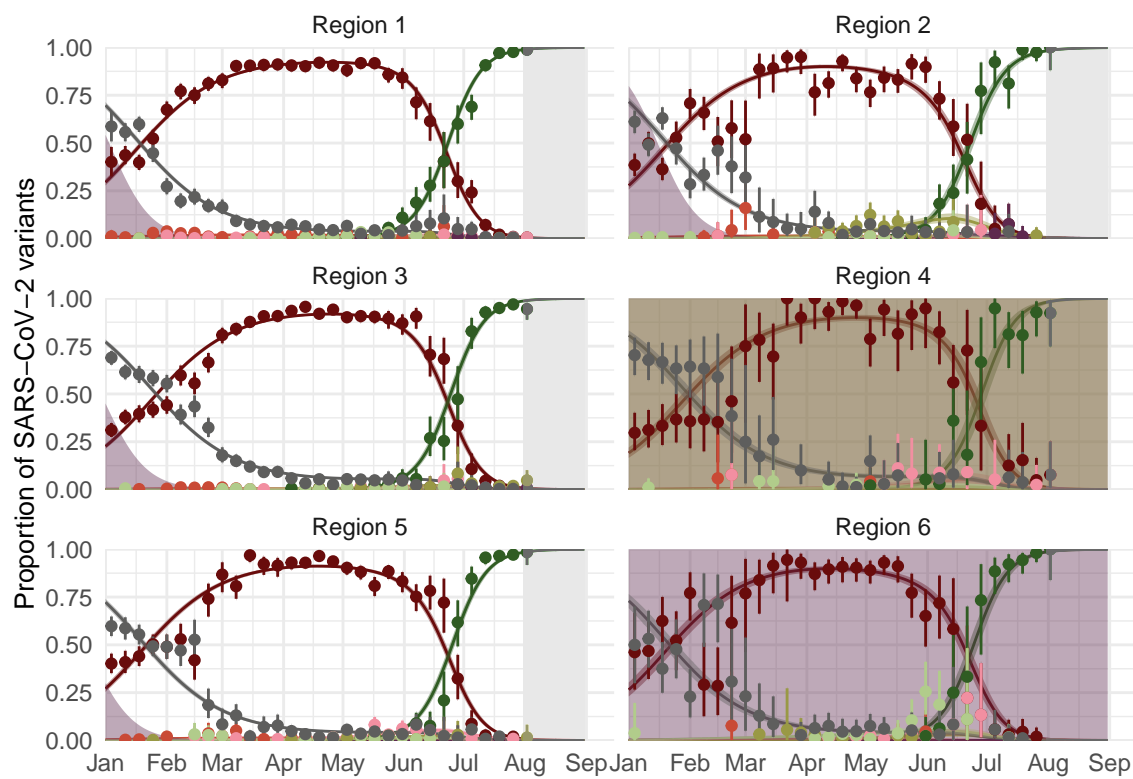 Region 1
Region 2
1.00
0.75
0.50
0.25
0.00
Region 3
Region 4
1.00
0.75
0.50
0.25
0.00
Region 5
Region 6
1.00
0.75
0.50
0.25
0.00
Jan Feb Mar Apr May Jun Jul Aug Sep
Jan Feb Mar Apr May Jun Jul Aug Sep
Proportion of SARS−CoV−2 variants